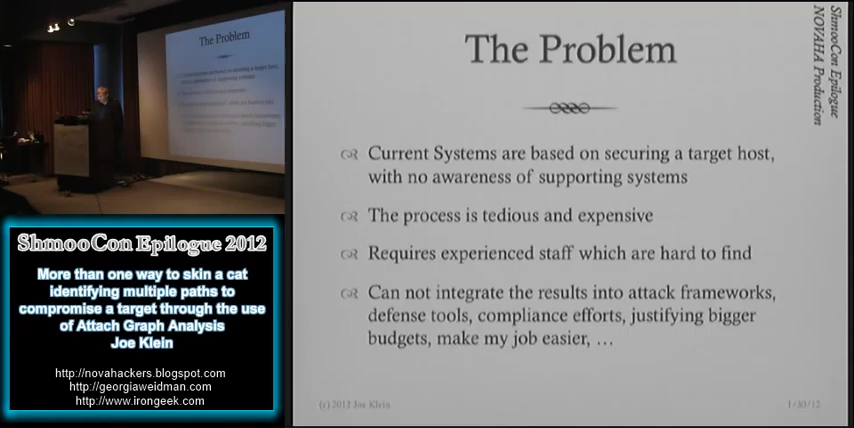 The Problem
ShmooCon Epilogue
NOVAHA Production
The Problem
Current Systems are based on securing a target host,
with no awareness of supporting systems
The process is tedious and expensive
Requires experienced staff which are hard to find
Can not integrate the results into attack frameworks,
defense tools, compliance efforts, justifying bigger
budgets, make my job easier, …
(c) 2012 Joe Klein
1/30/12
ShmooCon Epilogue 2012
More than one way to skin a cat
identifying multiple paths to
compromise a target through the use
of Attach Graph Analysis
Joe Klein
http://novahackers.blogspot.com
http://georgiaweidman.com
http://www.irongeek.com